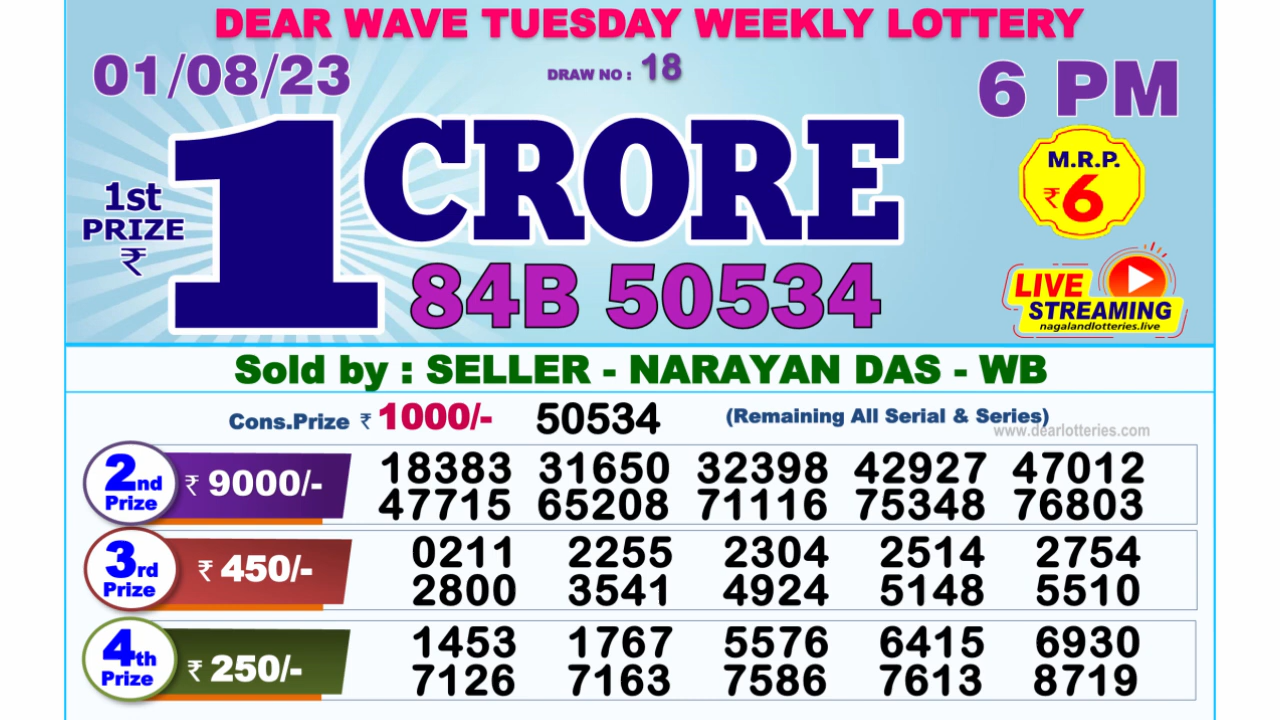 DEAR WAVE TUESDAY WEEKLY LOTTERY
01/08/23
DRAW NO : 18
6 PM
1st
PRIZE
₹
1 CRORE
M.R.P.
₹6
84B 50534
LIVE
STREAMING
nagalandlotteries.live
Sold by : SELLER - NARAYAN DAS - WB
Cons.Prize ₹ 1000/- 50534 (Remaining All Serial & Series)
www.dearlotteries.com
2nd Prize ₹ 9000/-
18383 31650 32398 42927 47012
47715 65208 71116 75348 76803
3rd Prize ₹ 450/-
0211 2255 2304 2514 2754
2800 3541 4924 5148 5510
4th Prize ₹ 250/-
1453 1767 5576 6415 6930
7126 7163 7586 7613 8719